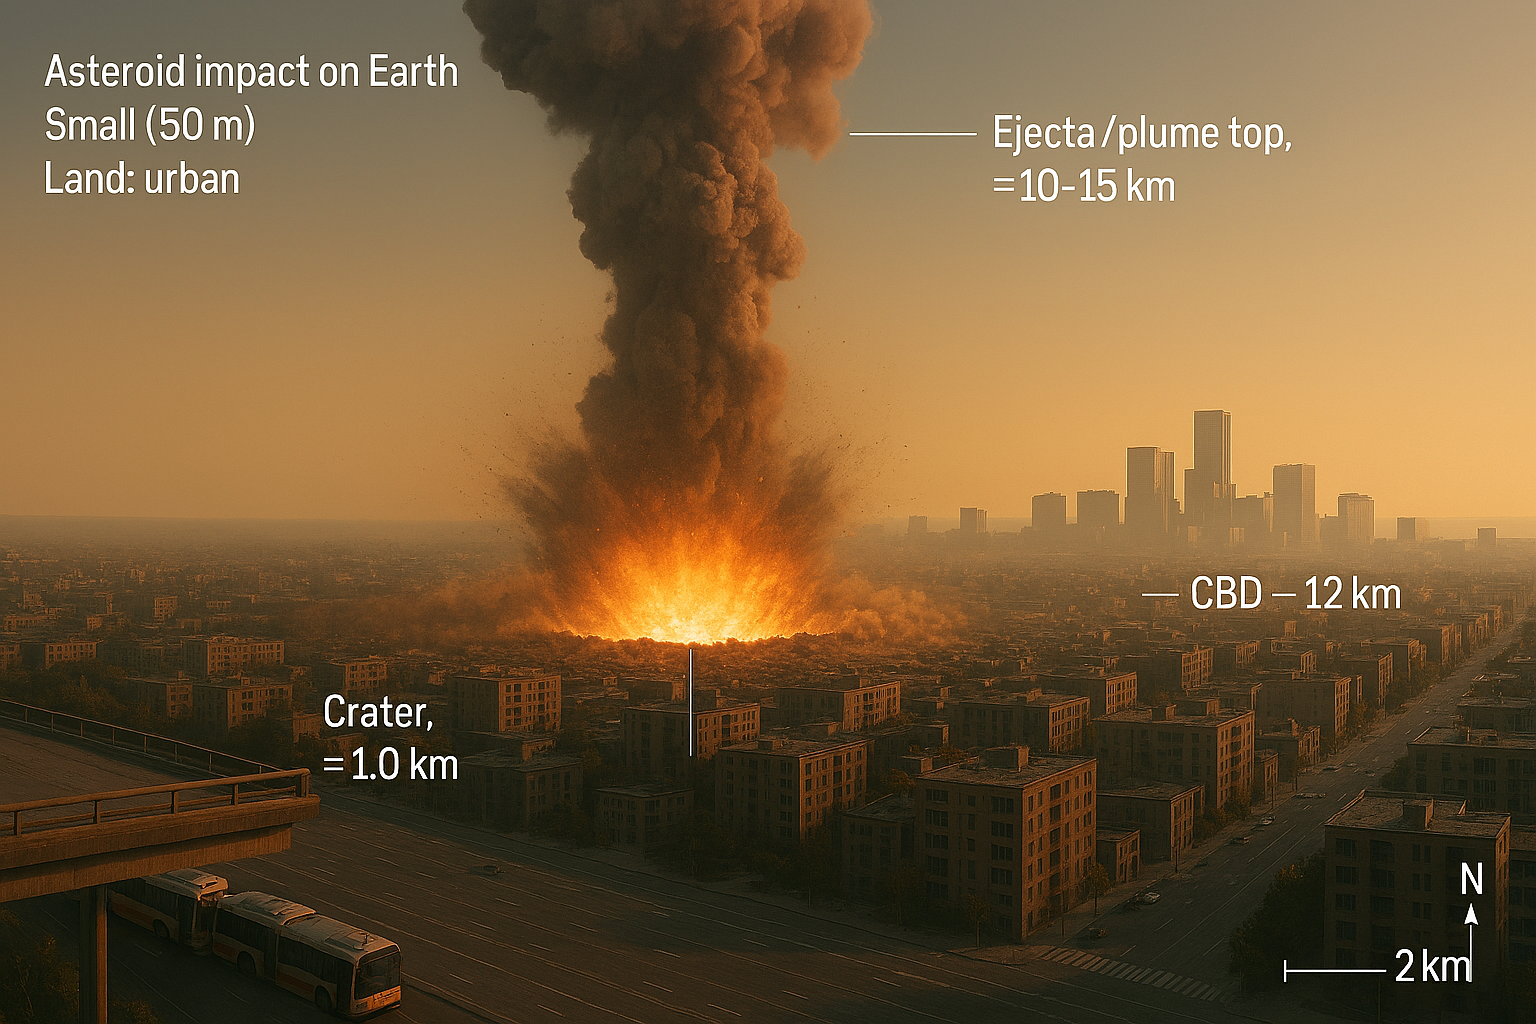 Asteroid impact on Earth
Small (50 m)
Land: urban
Ejecta/plume top,
=10-15 km
CBD – 12 km
Crater,
=1.0 km
N
2 km